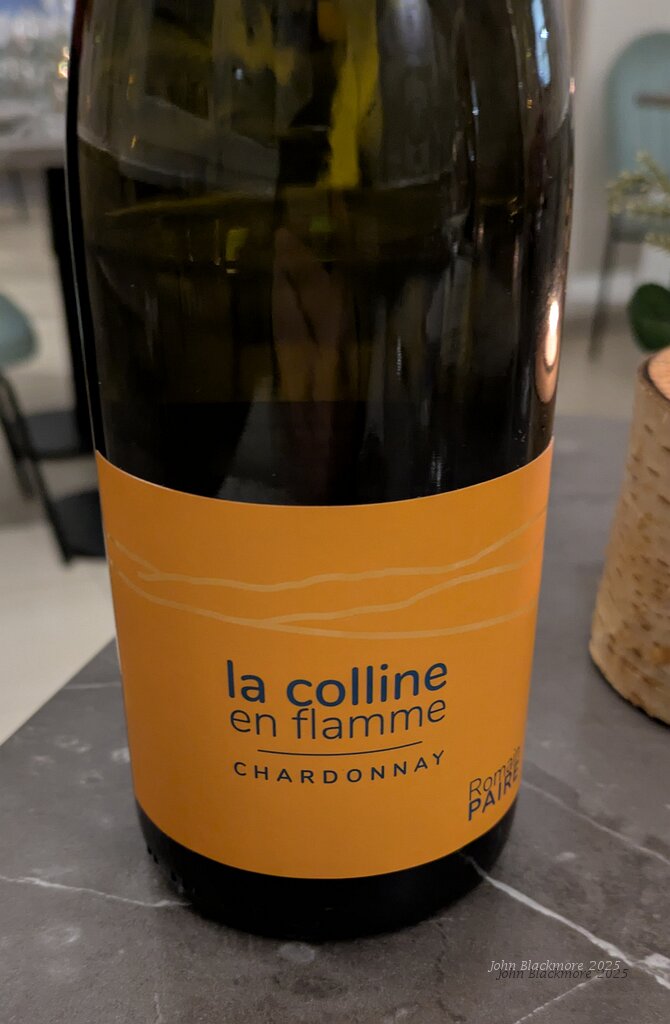 la colline
en flamme
CHARDONNAY
Romain
PAIRE
John Blackmore 2025
John Blackmore 2025